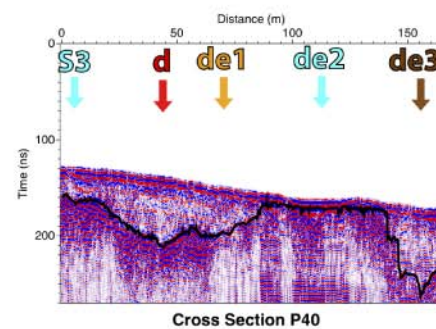 Distance (m)
0 50 100 150
0
S3 d de1 de2 de3
100
Time (ns)
200
Cross Section P40